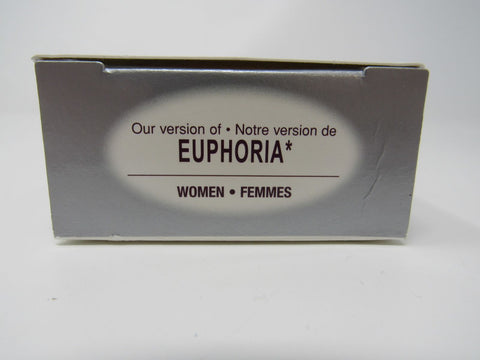 Our version of • Notre version de
EUPHORIA*
WOMEN • FEMMES